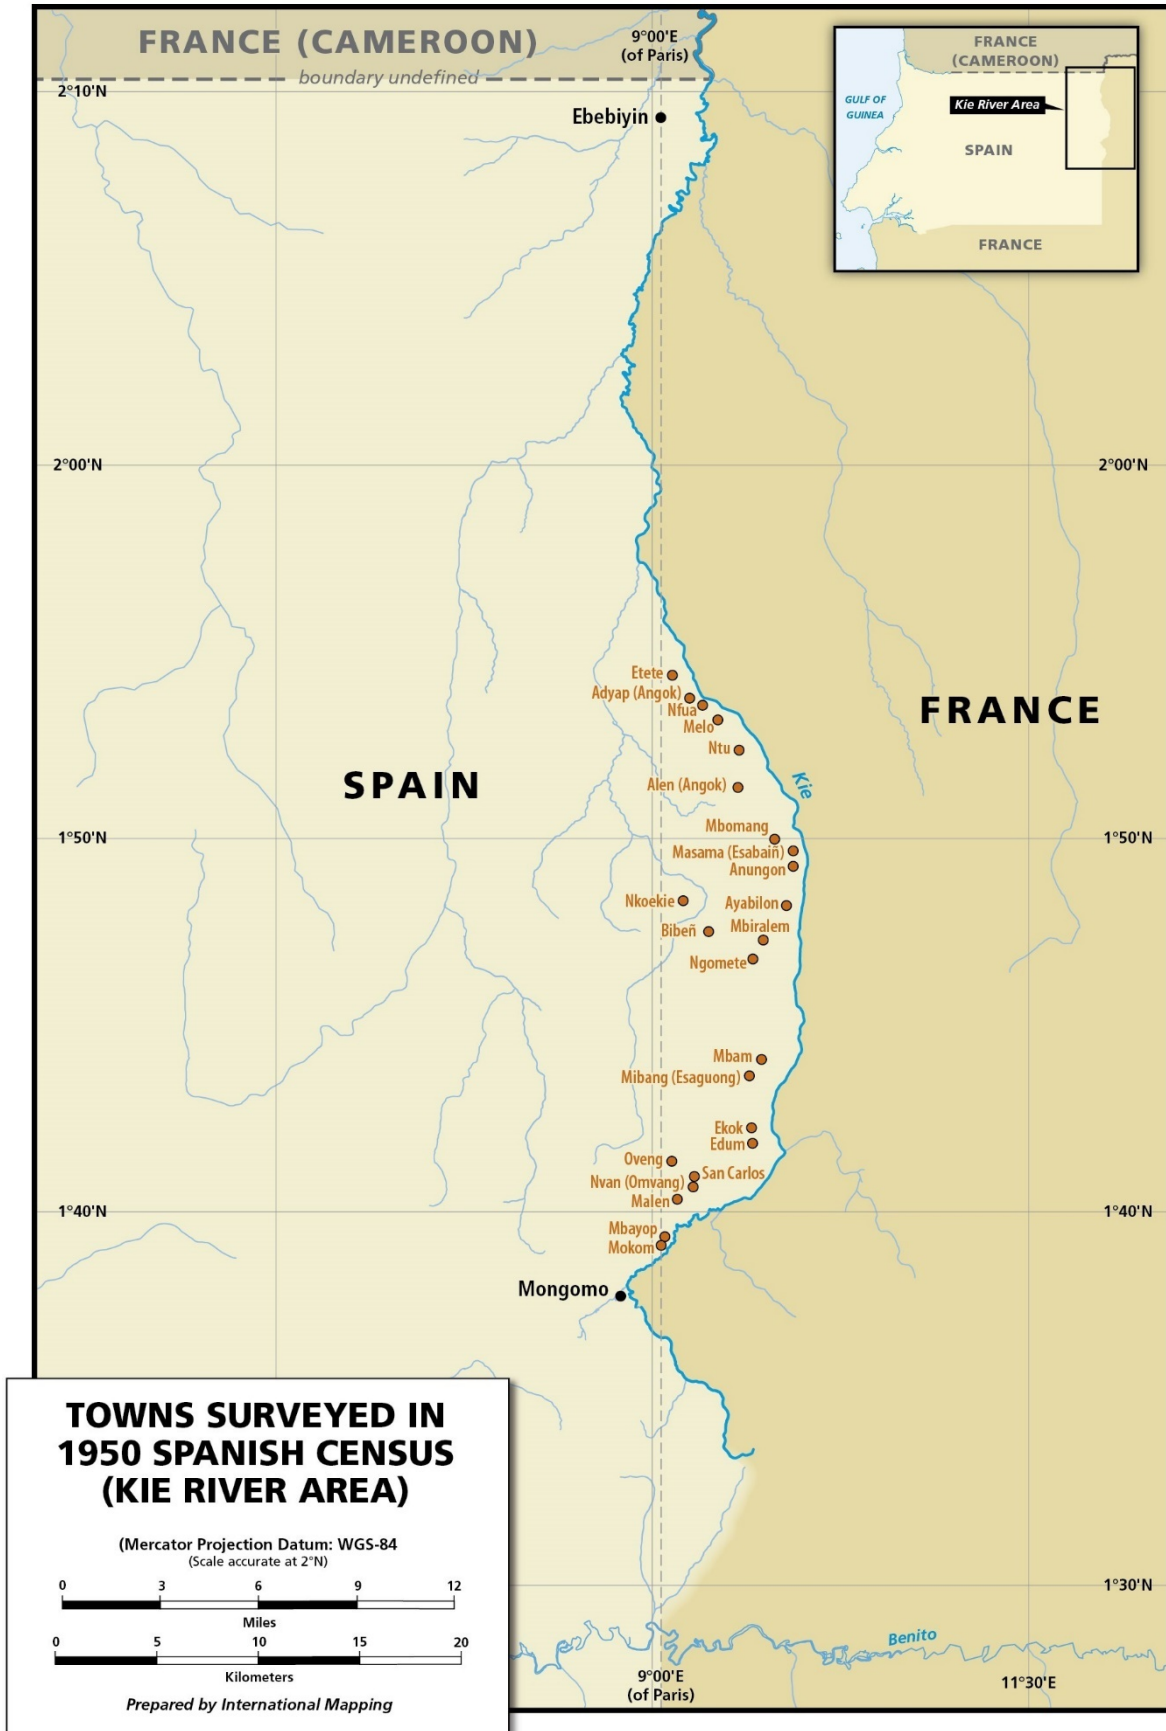 FRANCE (CAMEROON)
boundary undefined
9°00'E
(of Paris)
2°10'N
Ebebiyin
FRANCE
(CAMEROON)
GULF OF
GUINEA
Kie River Area
SPAIN
FRANCE
2°00'N
2°00'N
Etete
Adyap (Angok)
Nfua
Melo
Ntu
FRANCE
SPAIN
Kie
Alen (Angok)
Mbomang
1°50'N
1°50'N
Masama (Esabaiñ)
Anungon
Nkoekie
Ayabilon
Bibeñ
Mbiralem
Ngomete
Mbam
Mibang (Esaguong)
Ekok
Edum
Oveng
San Carlos
Nvan (Omvang)
Malen
1°40'N
1°40'N
Mbayop
Mokom
Mongomo
TOWNS SURVEYED IN
1950 SPANISH CENSUS
(KIE RIVER AREA)
(Mercator Projection Datum: WGS-84
(Scale accurate at 2°N)
0 3 6 9 12
Miles
0 5 10 15 20
Kilometers
Prepared by International Mapping
1°30'N
Benito
9°00'E
(of Paris)
11°30'E